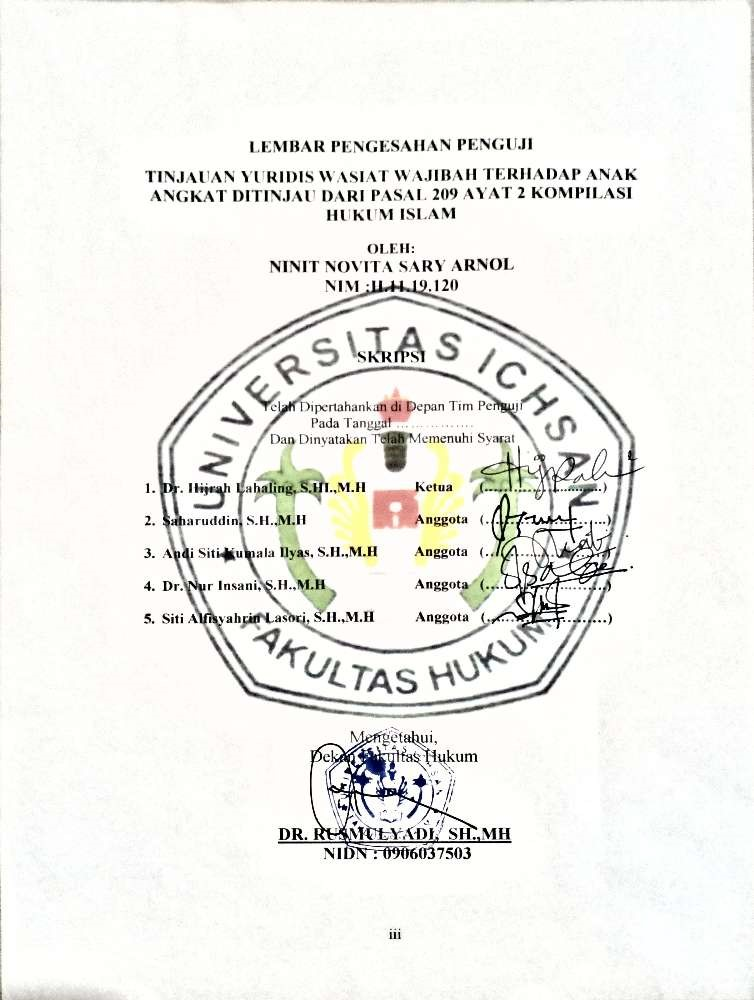 LEMBAR PENGESAHAN PENGUJI
TINJAUAN YURIDIS WASIAT WAJIBAH TERHADAP ANAK
ANGKAT DITINJAU DARI PASAL 209 AYAT 2 KOMPILASI
HUKUM ISLAM
OLEH:
NINIT NOVITA SARY ARNOL
NIM :H.11.19.120
UNIVERSITAS ICHSAN
SKRIPSI
Telah Dipertahankan di Depan Tim Penguji
Pada Tanggal ................
Dan Dinyatakan Telah Memenuhi Syarat
1. Dr. Hijrah Lahaling, S.HI.,M.H Ketua (..........................)
2. Saharuddin, S.H.,M.H Anggota (..........................)
3. Andi Siti Kumala Ilyas, S.H.,M.H Anggota (..........................)
4. Dr. Nur Insani, S.H.,M.H Anggota (..........................)
5. Siti Alfisyahrin Lasori, S.H.,M.H Anggota (..........................)
FAKULTAS HUKUM
Mengetahui,
Dekan Fakultas Hukum
DR. RUSMULYADI, SH.,MH
NIDN : 0906037503
iii